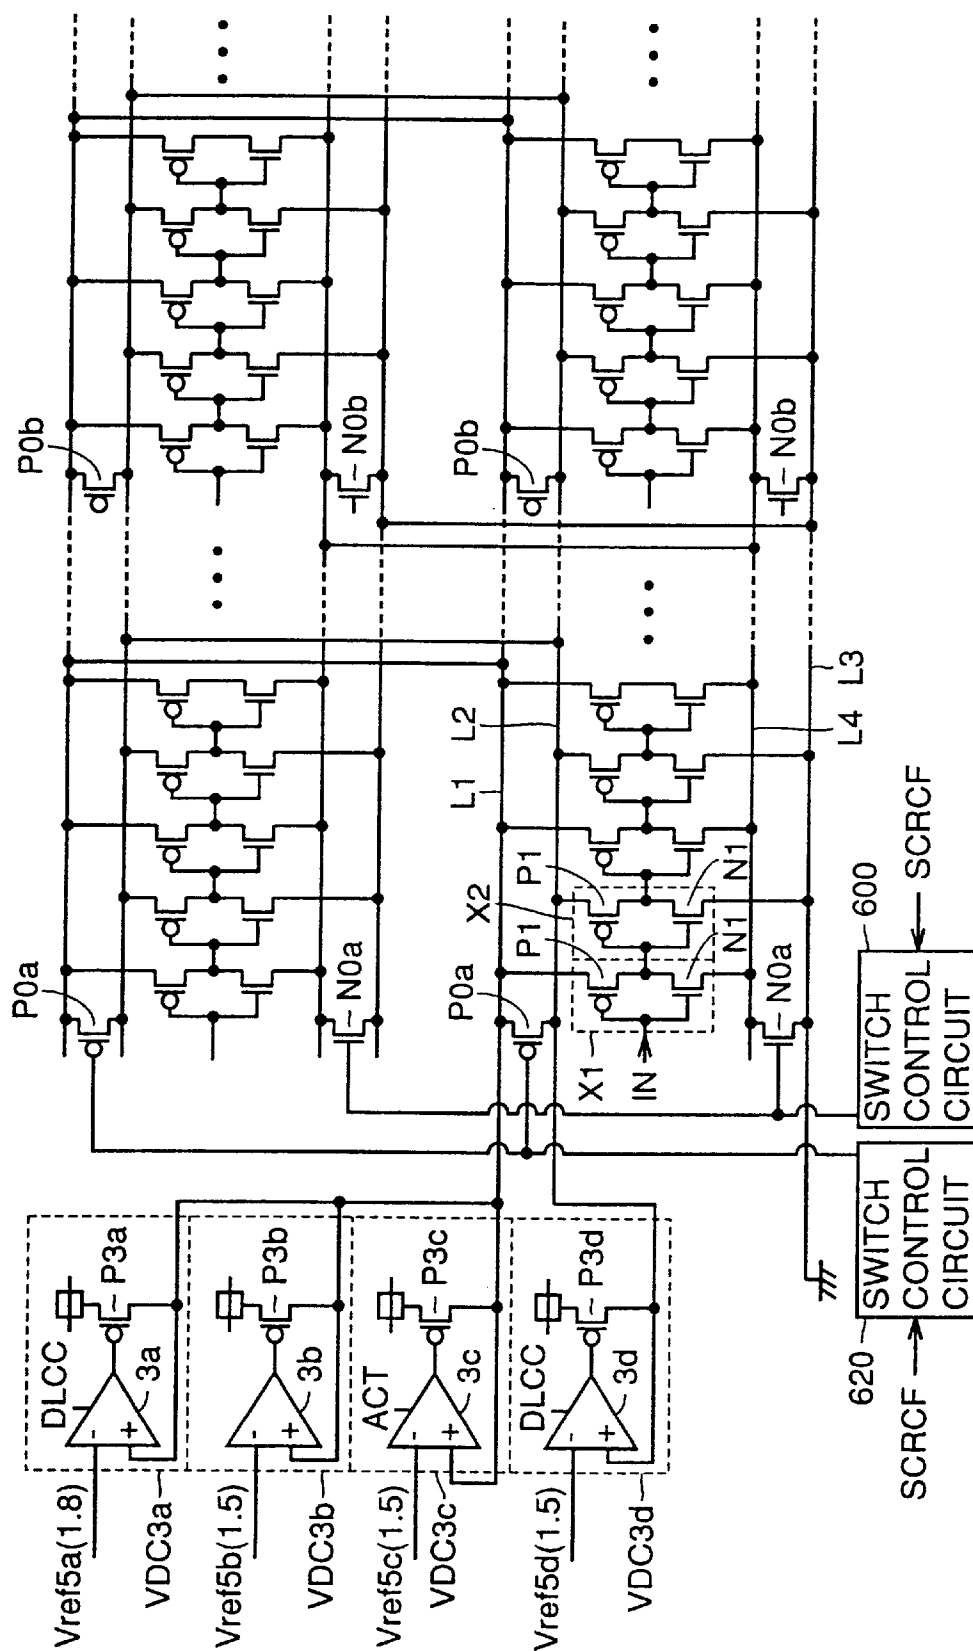 Vref5a(1.8)
VDC3a
DLCC
3a
P3a
Vref5b(1.5)
VDC3b
3b
P3b
Vref5c(1.5)
VDC3c
ACT
3c
P3c
Vref5d(1.5)
VDC3d
DLCC
3d
P3d
P0a
N0a
P0b
N0b
P0a
L1
L2
X1
IN
X2
P1
P1
N1
N1
N0a
L4
L3
P0b
N0b
620
SCRCF
SWITCH
CONTROL
CIRCUIT
600
SCRCF
SWITCH
CONTROL
CIRCUIT